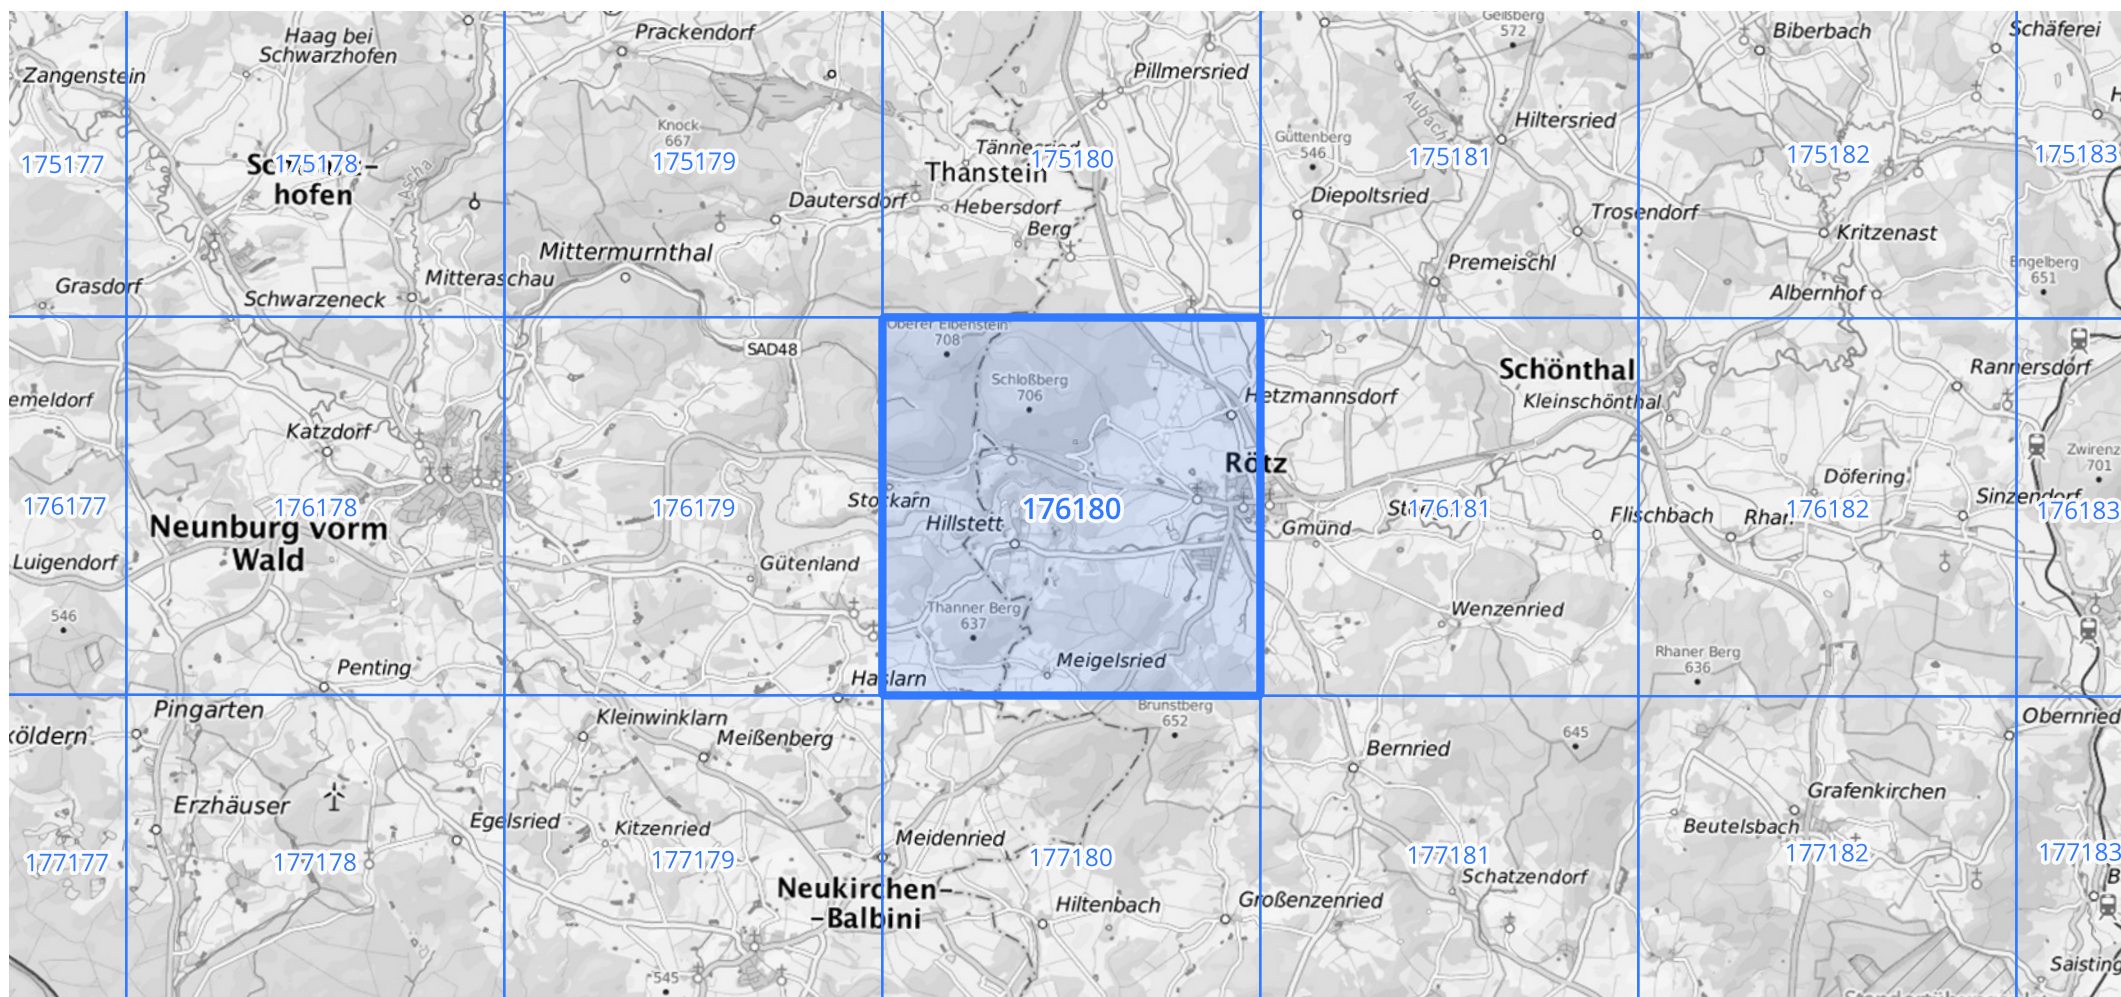 Haag bei
Schwarzhofen
Prackendorf
Geißberg
572
Biberbach
Schäferei
Zangenstein
Pillmersried
Knock
667
Aubach
Hiltersried
Güttenberg
546
175177
175178
hofen
Ascha
175179
Thanstein
175180
175181
175182
175183
Dautersdorf
Hebersdorf
Berg
Diepoltsried
Trosendorf
Kritzenast
Mittermurnthal
Premeischl
Engelberg
651
Grasdorf
Schwarzeneck
Mitteraschau
Albernhof
Oberer Eibenstein
708
SAD48
Schloßberg
706
Schönthal
Rannersdorf
emeldorf
Hetzmannsdorf
Kleinschönthal
Katzdorf
Rötz
Zwirenz
701
Döfering
Stockarn
Sinzendorf
176177
176178
176179
176180
176181
176182
176183
Neunburg vorm
Wald
Hillstett
Gmünd
Flischbach
Luigendorf
Gütenland
546
Thanner Berg
637
Wenzenried
Penting
Haslarn
Meigelsried
Rhaner Berg
636
Pingarten
Kleinwinklarn
Brunstberg
652
Obernried
köldern
Meißenberg
Bernried
645
Erzhäuser
Egelsried
Kitzenried
Meidenried
Grafenkirchen
Beutelsbach
177177
177178
177179
177180
177181
177182
177183
Schatzendorf
B
Neukirchen-
-Balbini
Hiltenbach
Großenzenried
545
Saisting